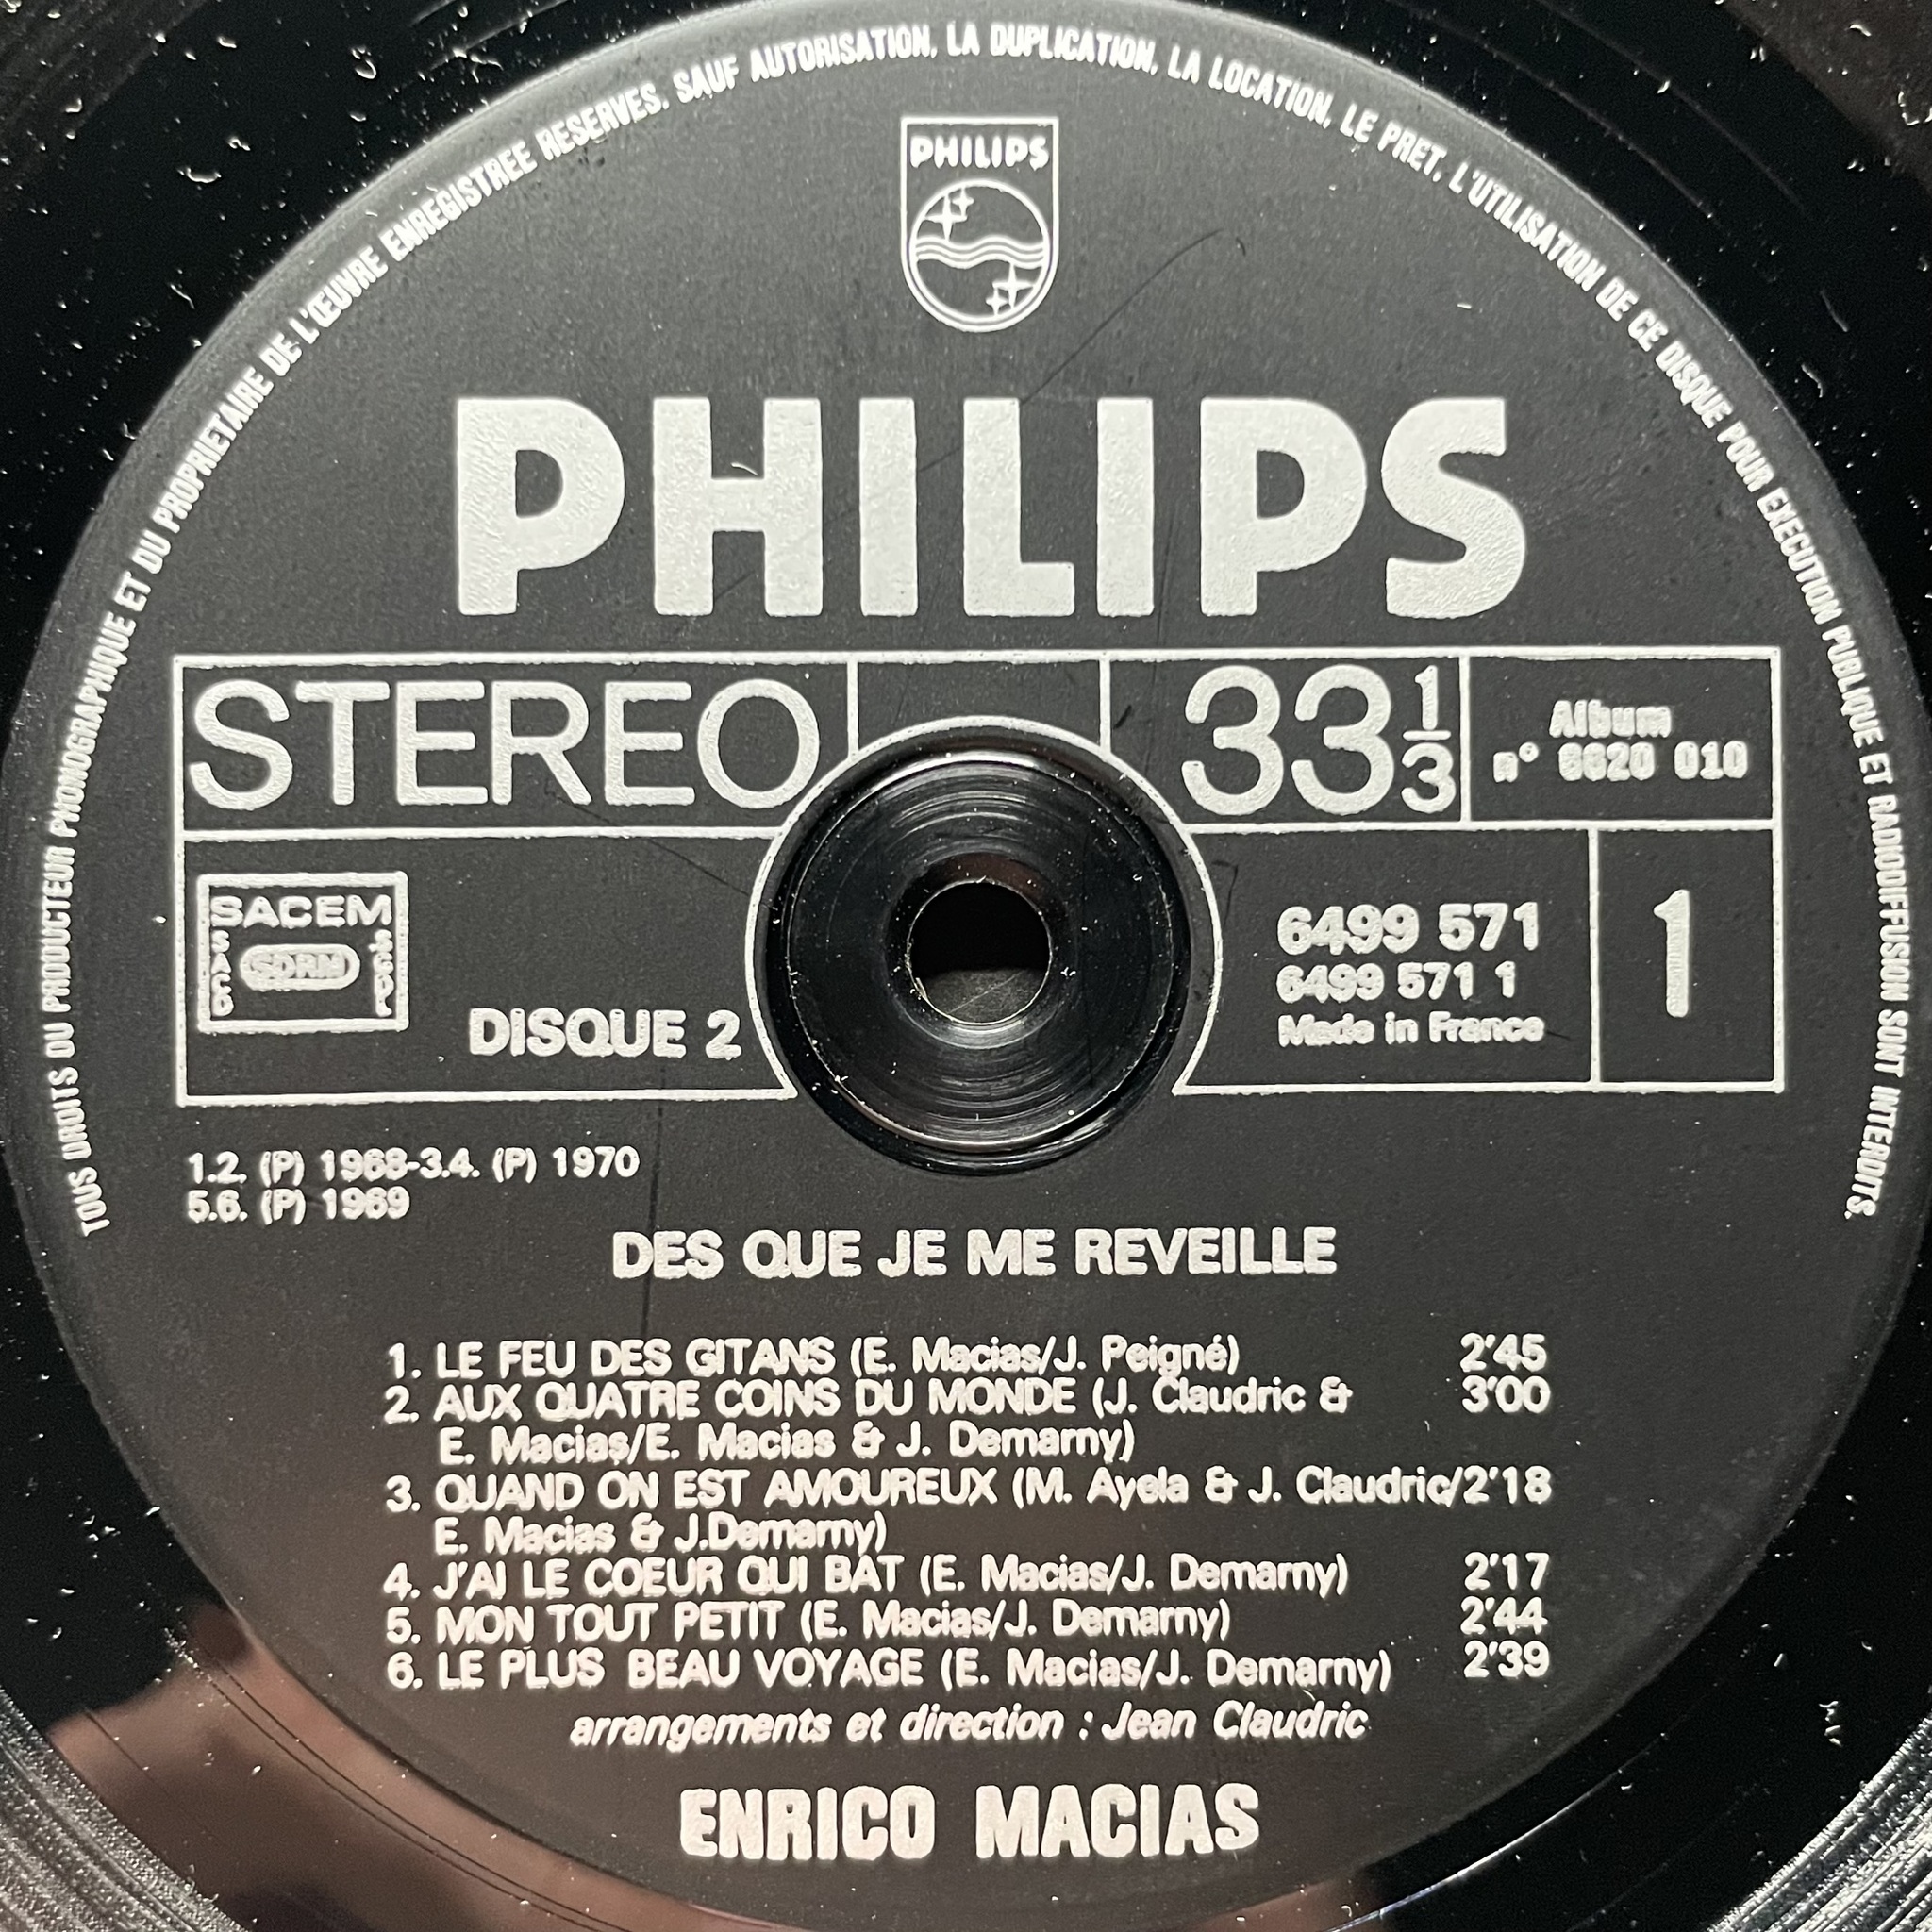 TOUS DROITS DU PRODUCTEUR PHONOGRAPHIQUE ET DU PROPRIETAIRE DE L'ŒUVRE ENREGISTREE RESERVES. SAUF AUTORISATION, LA DUPLICATION, LA LOCATION, LE PRET, L'UTILISATION DE CE DISQUE POUR EXECUTION PUBLIQUE ET RADIODIFFUSION SONT INTERDITS.
PHILIPS
PHILIPS
STEREO
33 1/3
Album
n° 6620 010
SACEM
SACD
SDRM
SGDL
DISQUE 2
6499 571
6499 571 1
Made in France
1
1.2. (P) 1968-3.4. (P) 1970
5.6. (P) 1969
DES QUE JE ME REVEILLE
1. LE FEU DES GITANS (E. Macias/J. Peigné) 2'45
2. AUX QUATRE COINS DU MONDE (J. Claudric & 3'00
E. Macias/E. Macias & J. Demarny)
3. QUAND ON EST AMOUREUX (M. Ayela & J. Claudric/2'18
E. Macias & J.Demarny)
4. J'AI LE COEUR QUI BAT (E. Macias/J. Demarny) 2'17
5. MON TOUT PETIT (E. Macias/J. Demarny) 2'44
6. LE PLUS BEAU VOYAGE (E. Macias/J. Demarny) 2'39
arrangements et direction : Jean Claudric
ENRICO MACIAS